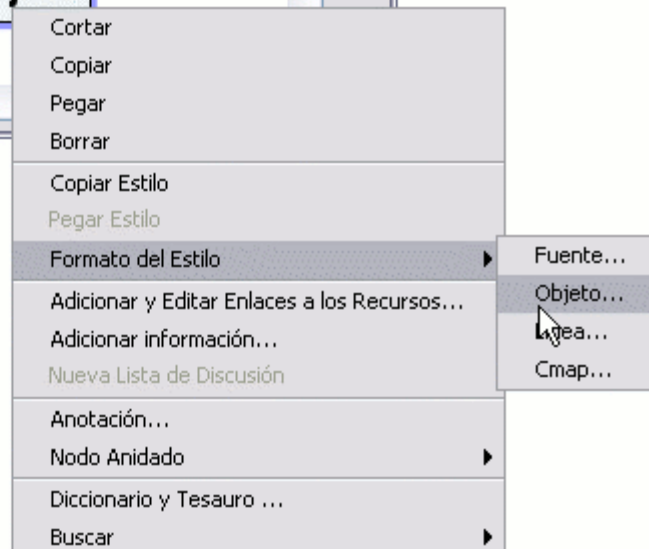 Cortar
Copiar
Pegar
Borrar
Copiar Estilo
Pegar Estilo
Formato del Estilo
Fuente...
Objeto...
Cmap...
Adicionar y Editar Enlaces a los Recursos...
Adicionar información...
Nueva Lista de Discusión
Anotación...
Nodo Anidado
Diccionario y Tesauro ...
Buscar